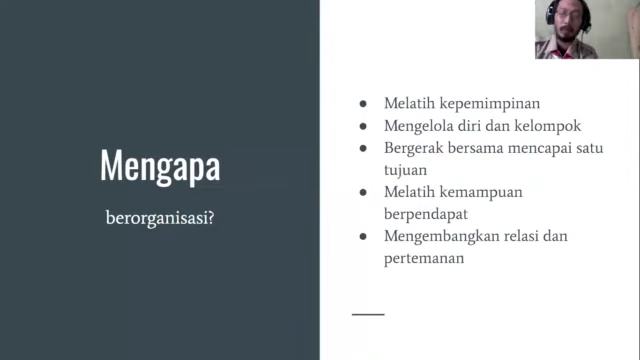 Mengapa
berorganisasi?
● Melatih kepemimpinan
● Mengelola diri dan kelompok
● Bergerak bersama mencapai satu
tujuan
● Melatih kemampuan
berpendapat
● Mengembangkan relasi dan
pertemanan